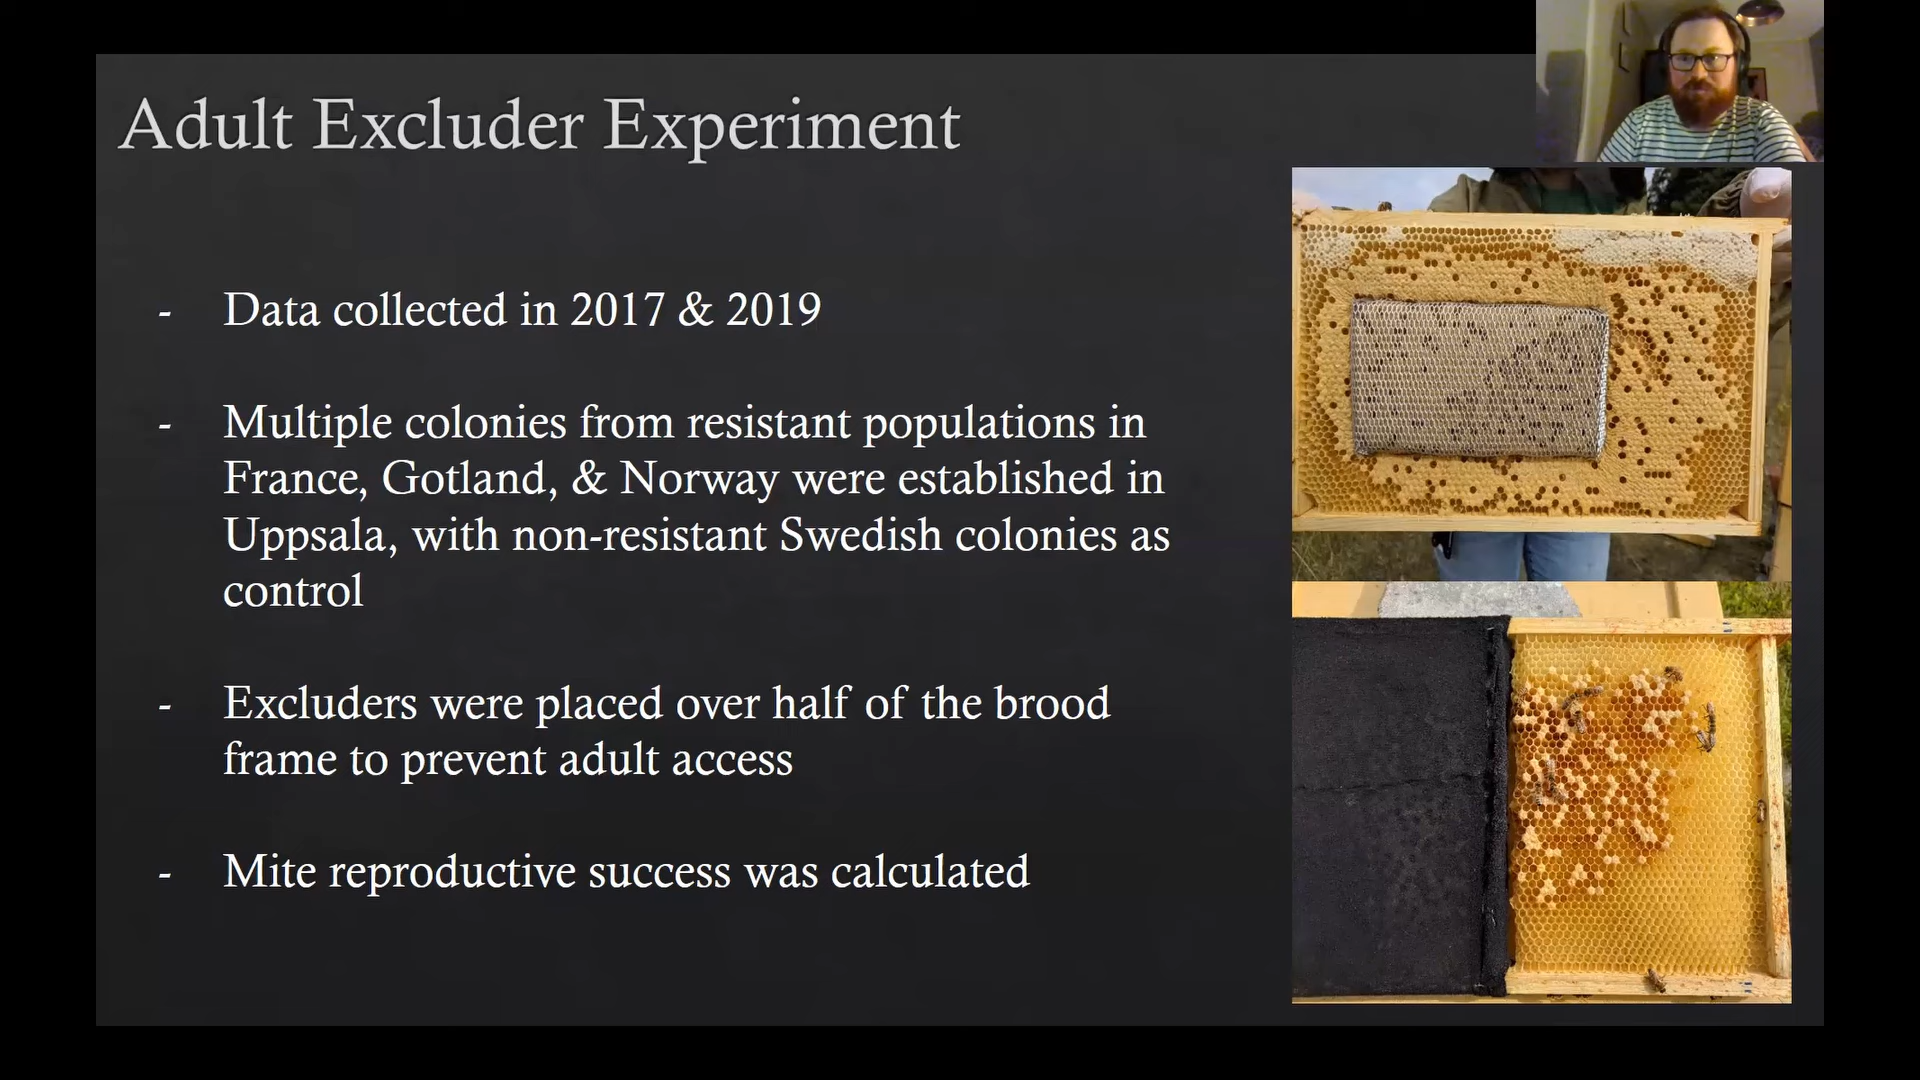 Adult Excluder Experiment
- Data collected in 2017 & 2019
- Multiple colonies from resistant populations in
France, Gotland, & Norway were established in
Uppsala, with non-resistant Swedish colonies as
control
- Excluders were placed over half of the brood
frame to prevent adult access
- Mite reproductive success was calculated